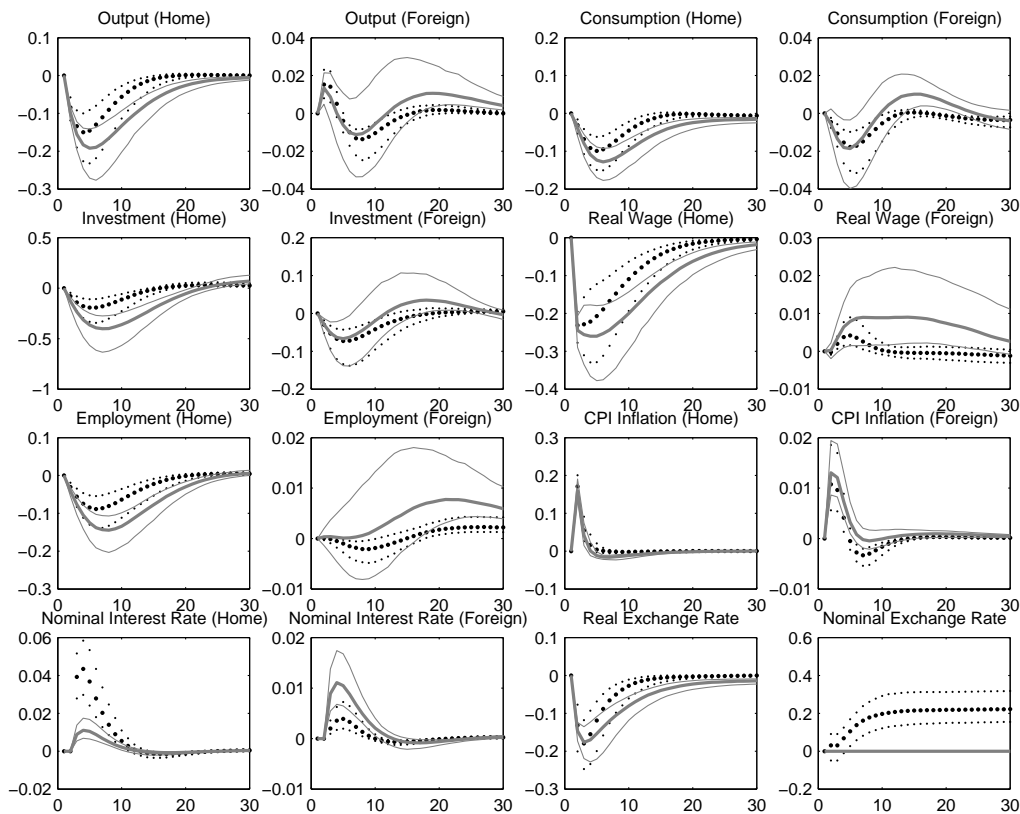 Output (Home)
0.1
0
−0.1
−0.2
−0.3
0 10 20 30
Output (Foreign)
0.04
0.02
0
−0.02
−0.04
0 10 20 30
Consumption (Home)
0.2
0.1
0
−0.1
−0.2
0 10 20 30
Consumption (Foreign)
0.04
0.02
0
−0.02
−0.04
0 10 20 30
Investment (Home)
0.5
0
−0.5
−1
0 10 20 30
Investment (Foreign)
0.2
0.1
0
−0.1
−0.2
0 10 20 30
Real Wage (Home)
0
−0.1
−0.2
−0.3
−0.4
0 10 20 30
Real Wage (Foreign)
0.03
0.02
0.01
0
−0.01
0 10 20 30
Employment (Home)
0.1
0
−0.1
−0.2
−0.3
0 10 20 30
Employment (Foreign)
0.02
0.01
0
−0.01
0 10 20 30
CPI Inflation (Home)
0.3
0.2
0.1
0
−0.1
0 10 20 30
CPI Inflation (Foreign)
0.02
0.01
0
−0.01
0 10 20 30
Nominal Interest Rate (Home)
0.06
0.04
0.02
0
−0.02
0 10 20 30
Nominal Interest Rate (Foreign)
0.02
0.01
0
−0.01
0 10 20 30
Real Exchange Rate
0.1
0
−0.1
−0.2
−0.3
0 10 20 30
Nominal Exchange Rate
0.6
0.4
0.2
0
−0.2
0 10 20 30